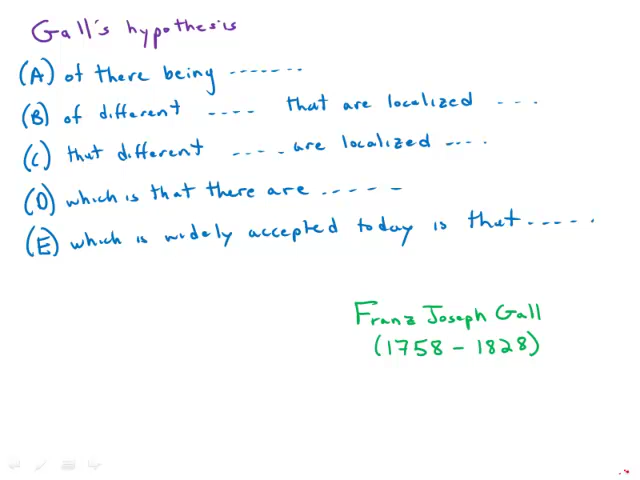 Gall's hypothesis
(A) of there being -------
(B) of different ---- that are localized ---
(C) that different ---- are localized ----
(D) which is that there are -----
(E) which is widely accepted today is that -----
Franz Joseph Gall
(1758 - 1828)